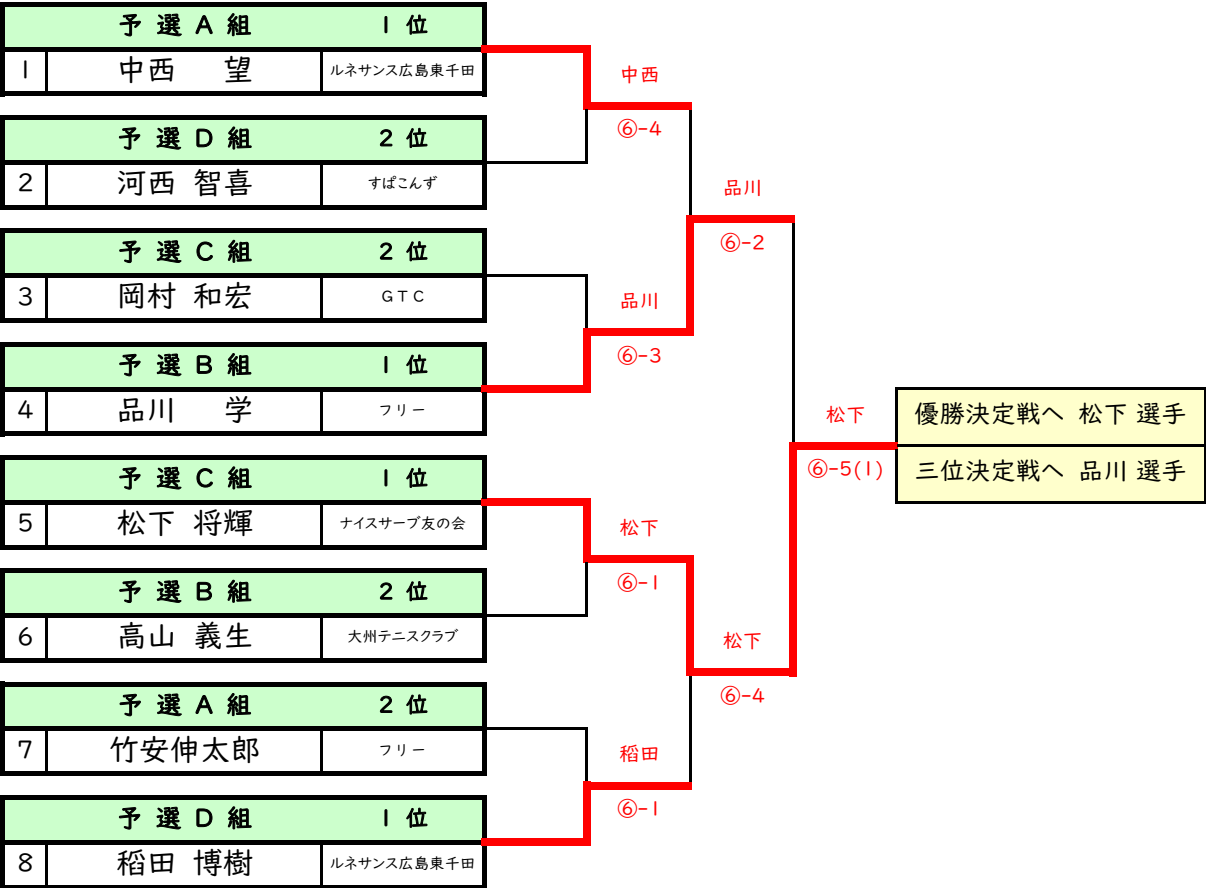 予 選 A 組 1 位
1 中西 望 ルネサンス広島東千田
中西
⑥-4
予 選 D 組 2 位
2 河西 智喜 すぱこんず
品川
⑥-2
予 選 C 組 2 位
3 岡村 和宏 GTC
品川
⑥-3
予 選 B 組 1 位
4 品川 学 フリー
松下
⑥-5(1)
優勝決定戦へ 松下 選手
三位決定戦へ 品川 選手
予 選 C 組 1 位
5 松下 将輝 ナイスサーブ友の会
松下
⑥-1
予 選 B 組 2 位
6 高山 義生 大州テニスクラブ
松下
⑥-4
予 選 A 組 2 位
7 竹安伸太郎 フリー
稻田
⑥-1
予 選 D 組 1 位
8 稻田 博樹 ルネサンス広島東千田